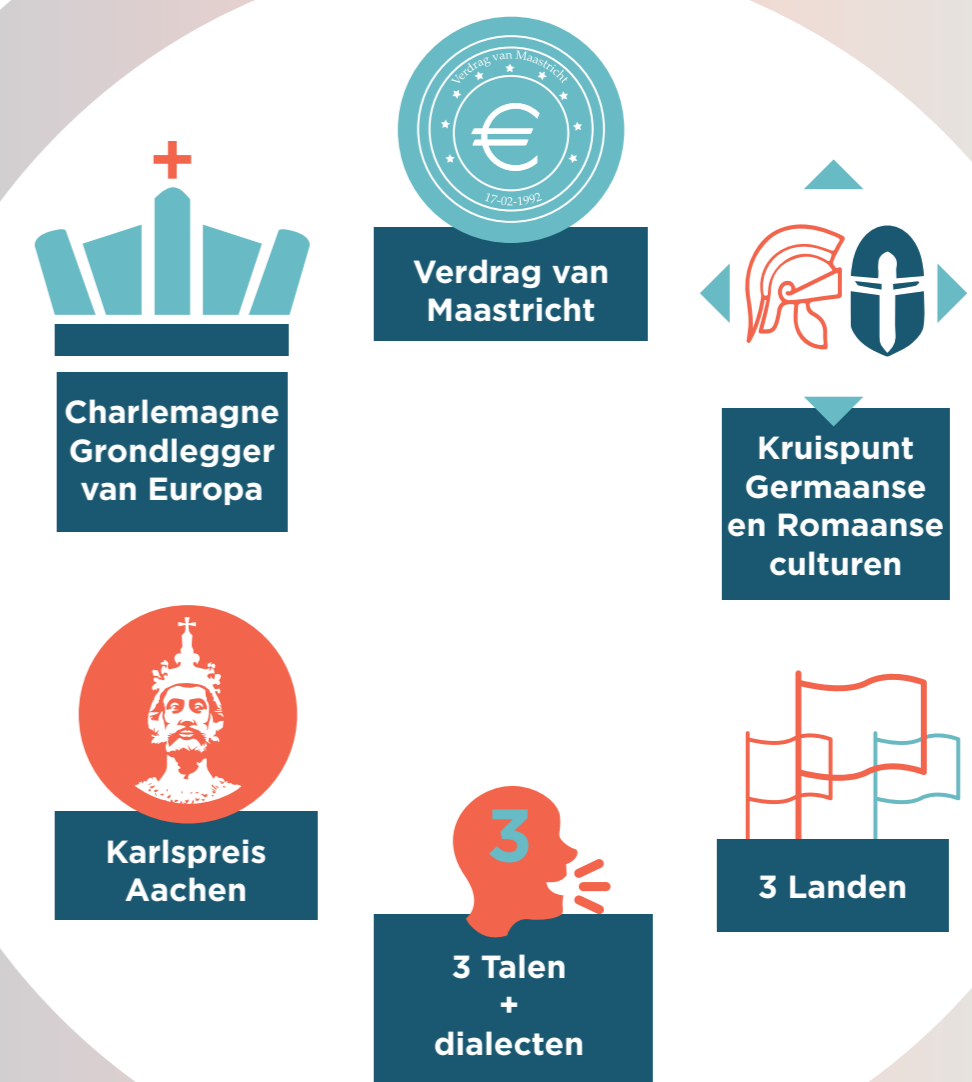 Verdrag van Maastricht
€
17-02-1992
Verdrag van
Maastricht
Charlemagne
Grondlegger
van Europa
Kruispunt
Germaanse
en Romaanse
culturen
Karlspreis
Aachen
3
3 Talen
+
dialecten
3 Landen